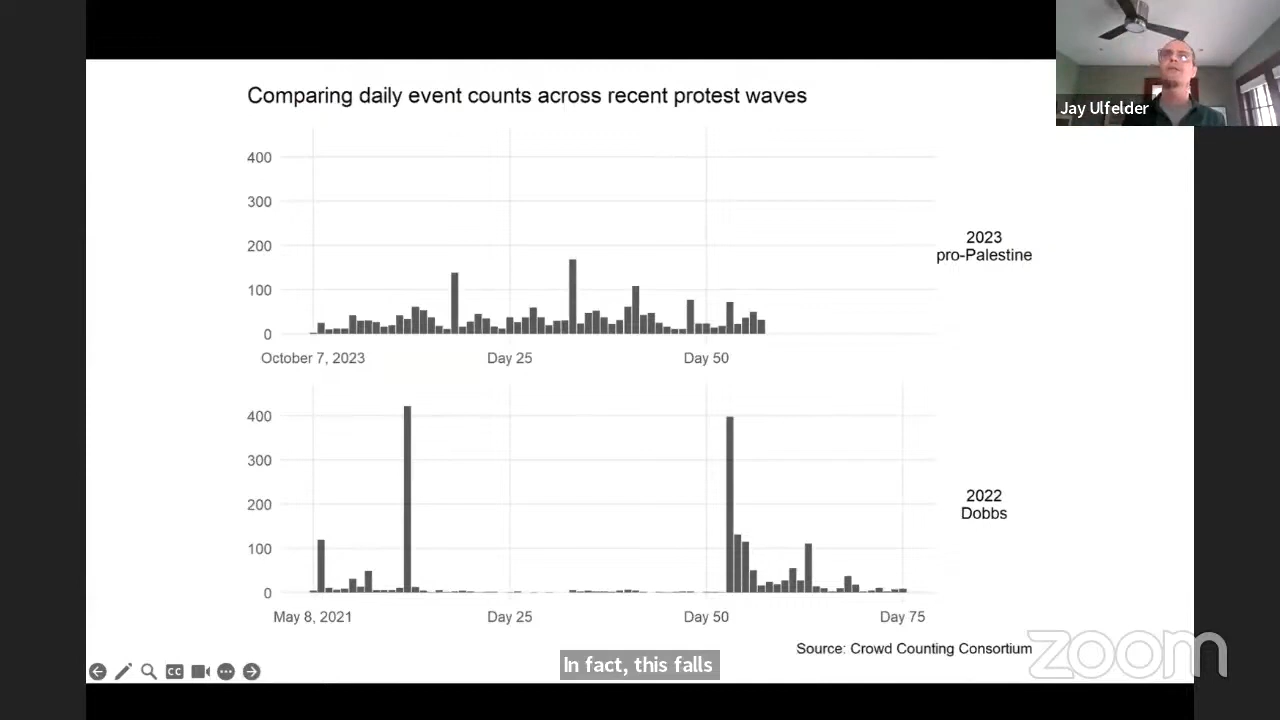 Jay Ulfelder
Comparing daily event counts across recent protest waves
400
300
200
100
0
2023
pro-Palestine
October 7, 2023
Day 25
Day 50
400
300
200
100
0
2022
Dobbs
May 8, 2021
Day 25
Day 50
Day 75
Source: Crowd Counting Consortium
zoom
CC
In fact, this falls